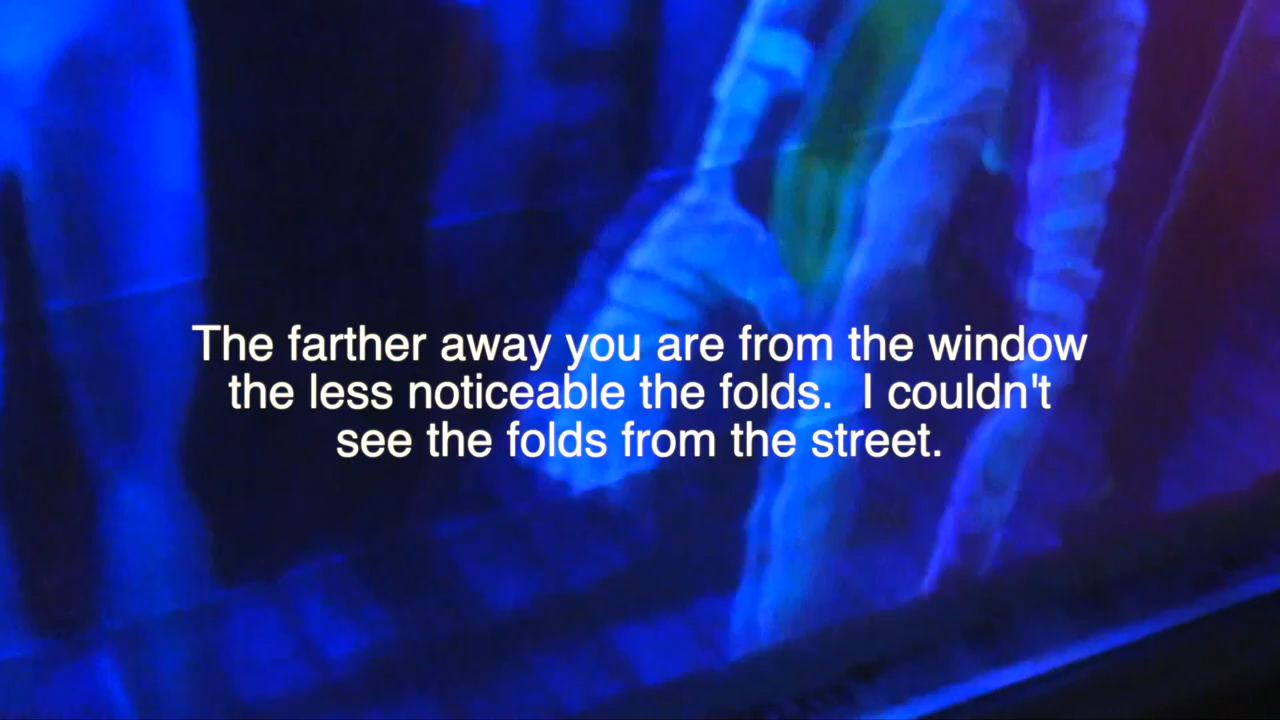 The farther away you are from the window
the less noticeable the folds.  I couldn't
see the folds from the street.